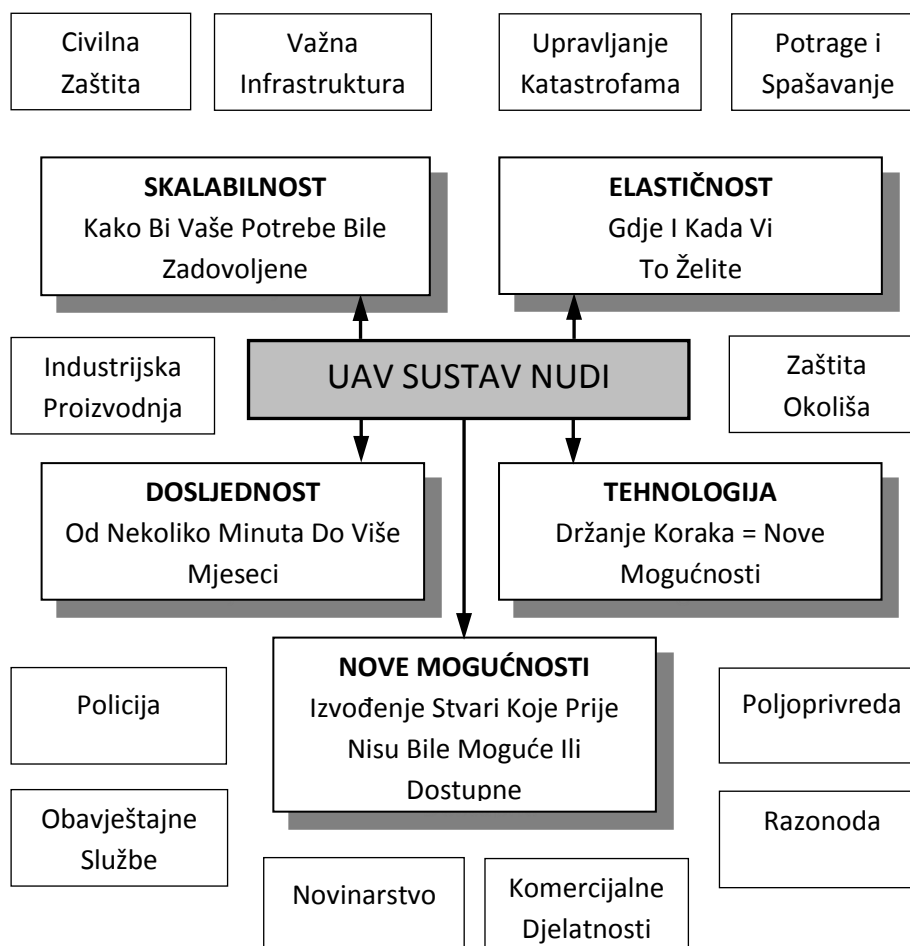 Civilna
Zaštita
Važna
Infrastruktura
Upravljanje
Katastrofama
Potrage i
Spašavanje
SKALABILNOST
Kako Bi Vaše Potrebe Bile
Zadovoljene
ELASTIČNOST
Gdje I Kada Vi
To Želite
Industrijska
Proizvodnja
UAV SUSTAV NUDI
Zaštita
Okoliša
DOSLJEDNOST
Od Nekoliko Minuta Do Više
Mjeseci
TEHNOLOGIJA
Držanje Koraka = Nove
Mogućnosti
NOVE MOGUĆNOSTI
Izvođenje Stvari Koje Prije
Nisu Bile Moguće Ili
Dostupne
Policija
Poljoprivreda
Obavještajne
Službe
Razonoda
Novinarstvo
Komercijalne
Djelatnosti